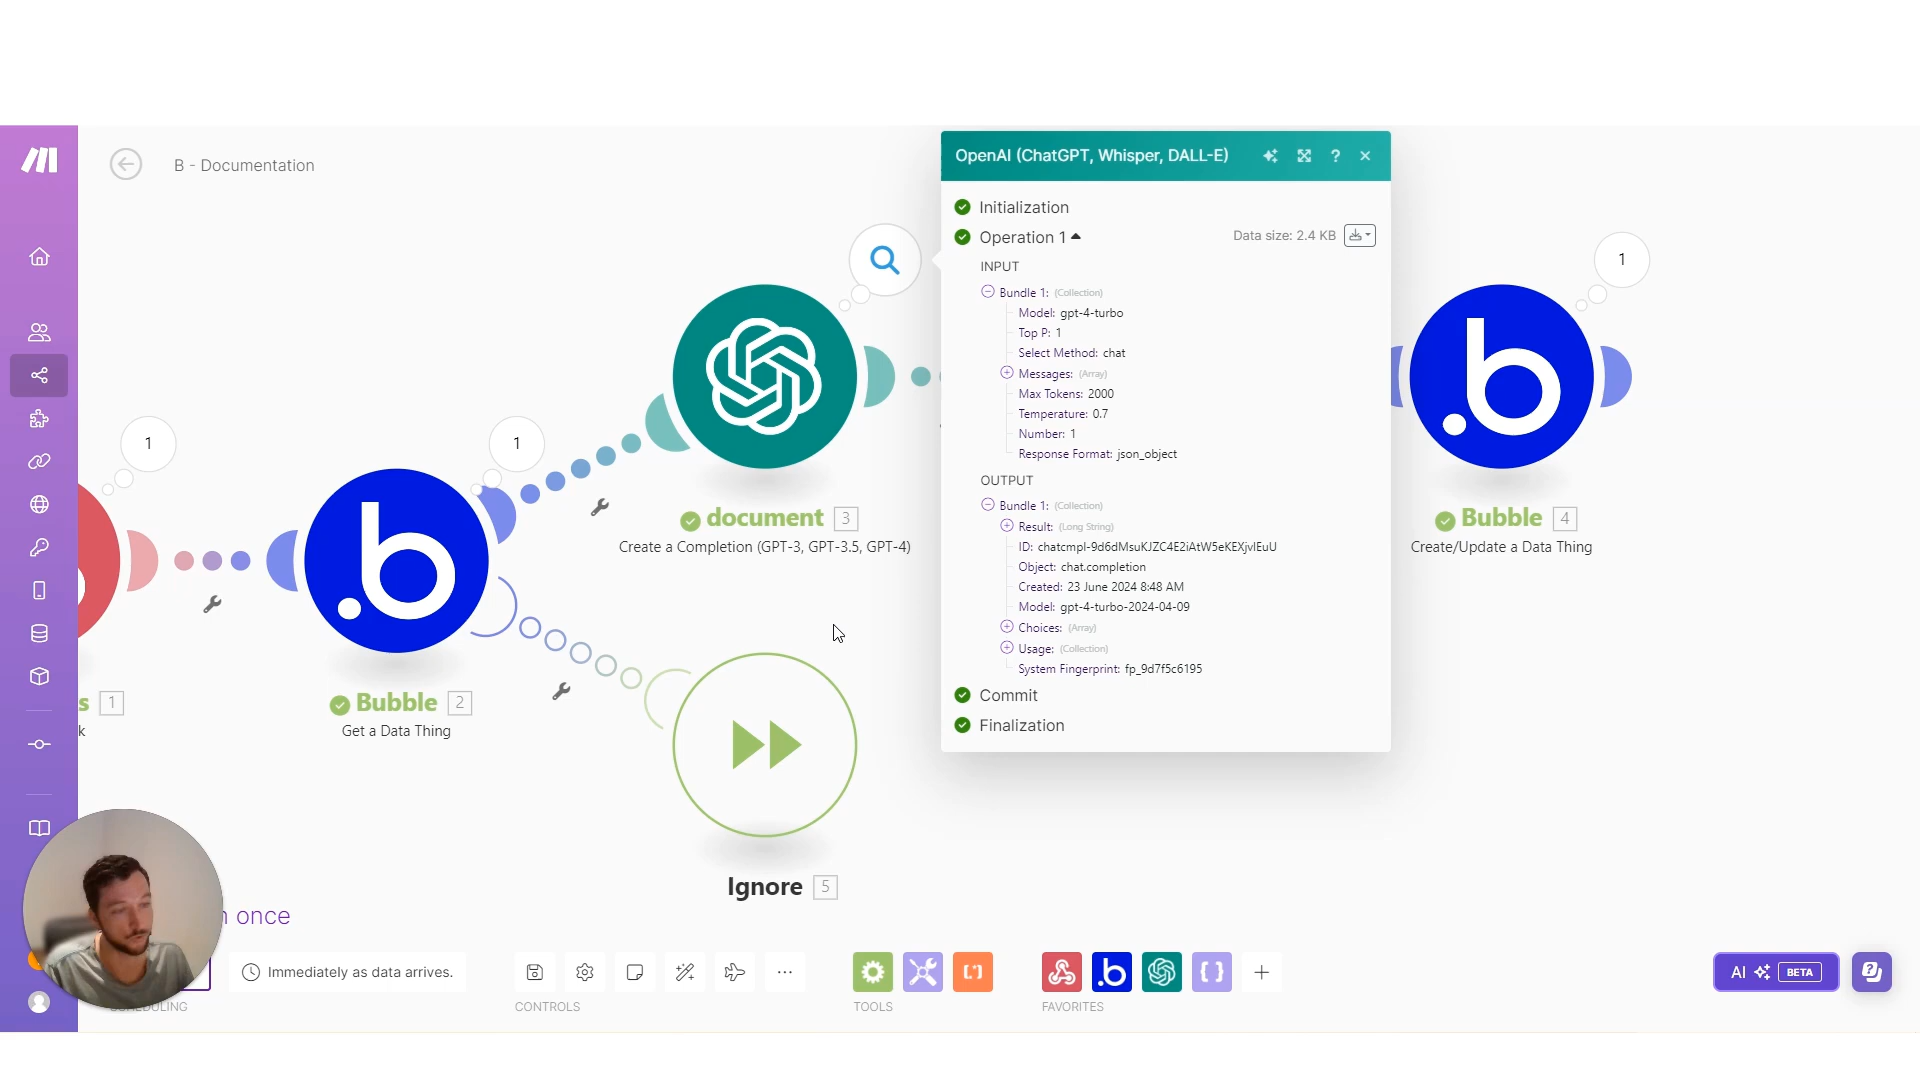 B - Documentation
OpenAI (ChatGPT, Whisper, DALL-E)
?
Initialization
Operation 1
Data size: 2.4 KB
INPUT
Bundle 1: (Collection)
Model: gpt-4-turbo
Top P: 1
Select Method: chat
Messages: (Array)
Max Tokens: 2000
Temperature: 0.7
Number: 1
Response Format: json_object
OUTPUT
Bundle 1: (Collection)
Result: (Long String)
ID: chatcmpl-9d6dMsuKJZC4E2iAtW5eKEXjvIEuU
Object: chat.completion
Created: 23 June 2024 8:48 AM
Model: gpt-4-turbo-2024-04-09
Choices: (Array)
Usage: (Collection)
System Fingerprint: fp_9d7f5c6195
Commit
Finalization
1
1
1
document 3
Create a Completion (GPT-3, GPT-3.5, GPT-4)
Bubble 4
Create/Update a Data Thing
s 1
k
Bubble 2
Get a Data Thing
Ignore 5
once
Immediately as data arrives.
CONTROLS
TOOLS
FAVORITES
AI BETA